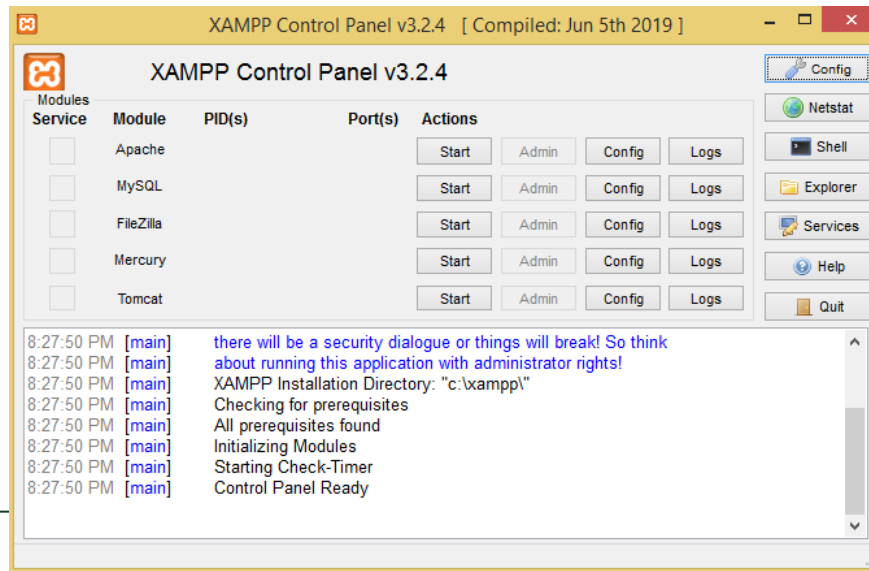 XAMPP Control Panel v3.2.4 [ Compiled: Jun 5th 2019 ]
XAMPP Control Panel v3.2.4
Config
Modules
Netstat
Service Module PID(s) Port(s) Actions
Apache Start Admin Config Logs
Shell
MySQL Start Admin Config Logs
Explorer
FileZilla Start Admin Config Logs
Services
Mercury Start Admin Config Logs
Help
Tomcat Start Admin Config Logs
Quit
8:27:50 PM [main] there will be a security dialogue or things will break! So think
8:27:50 PM [main] about running this application with administrator rights!
8:27:50 PM [main] XAMPP Installation Directory: "c:\xampp\"
8:27:50 PM [main] Checking for prerequisites
8:27:50 PM [main] All prerequisites found
8:27:50 PM [main] Initializing Modules
8:27:50 PM [main] Starting Check-Timer
8:27:50 PM [main] Control Panel Ready